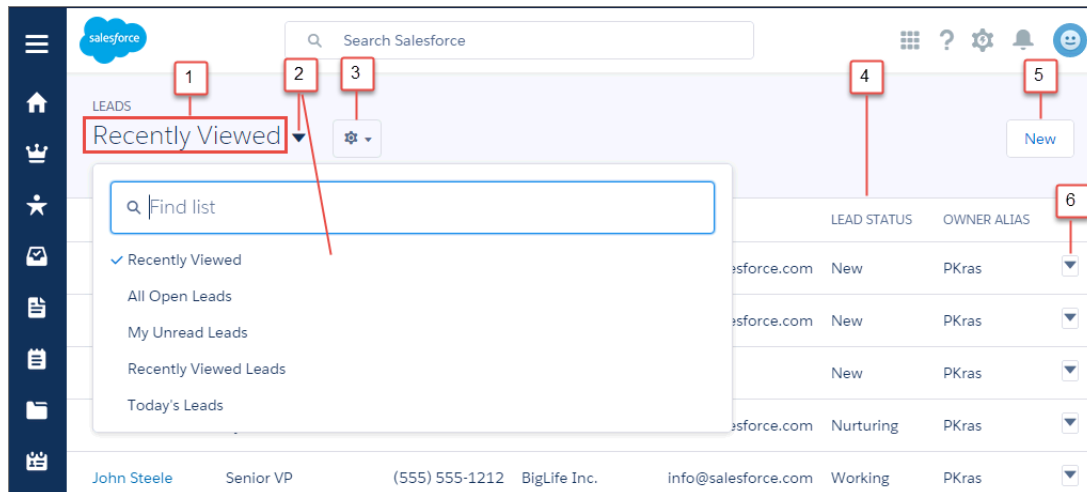 salesforce
Search Salesforce
1
2
3
4
5
LEADS
Recently Viewed
New
Find list
6
LEAD STATUS OWNER ALIAS
Recently Viewed
esforce.com New PKras
All Open Leads
My Unread Leads
esforce.com New PKras
Recently Viewed Leads
New PKras
Today's Leads
esforce.com Nurturing PKras
John Steele Senior VP (555) 555-1212 BigLife Inc. info@salesforce.com Working PKras